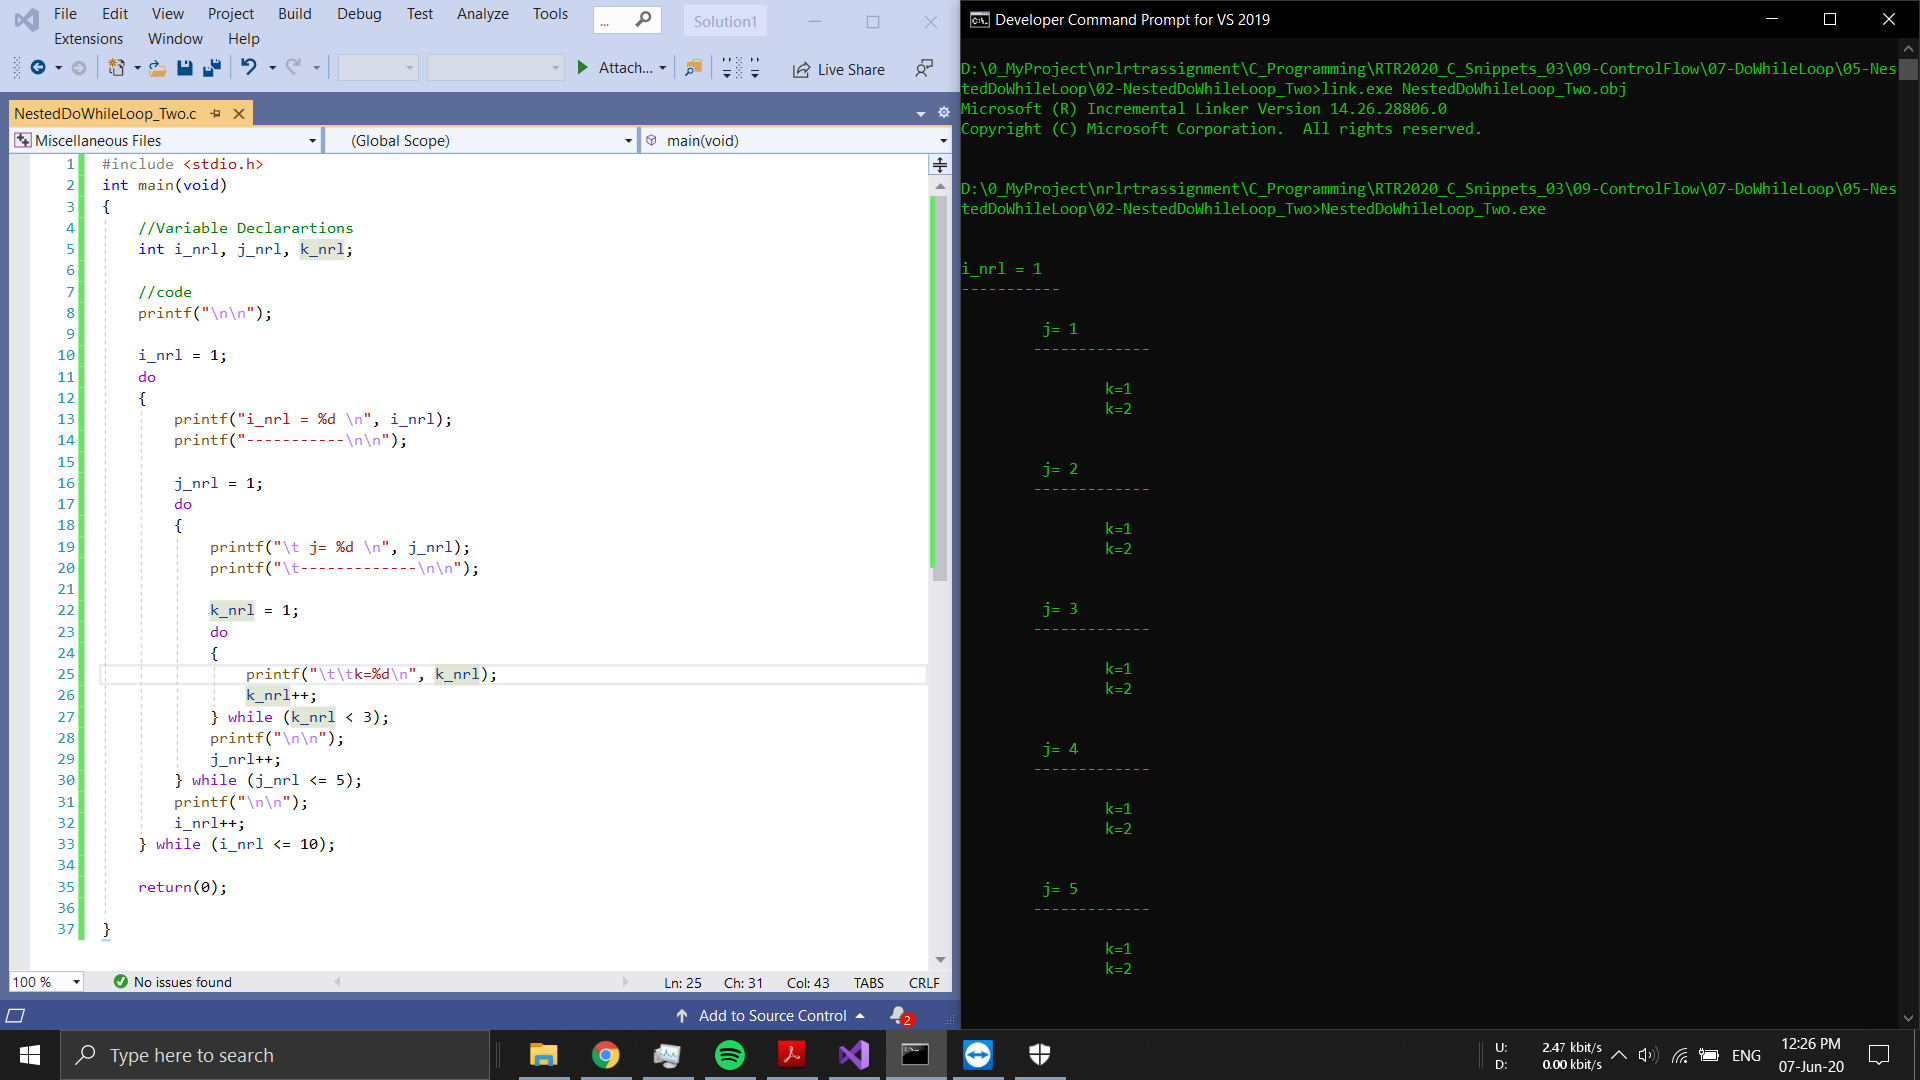 File Edit View Project Build Debug Test Analyze Tools ... Solution1
Extensions Window Help
Attach... Live Share
NestedDoWhileLoop_Two.c
Miscellaneous Files (Global Scope) main(void)
1 #include <stdio.h>
2 int main(void)
3 {
4 //Variable Declarartions
5 int i_nrl, j_nrl, k_nrl;
6
7 //code
8 printf("\n\n");
9
10 i_nrl = 1;
11 do
12 {
13 printf("i_nrl = %d \n", i_nrl);
14 printf("-----------\n\n");
15
16 j_nrl = 1;
17 do
18 {
19 printf("\t j= %d \n", j_nrl);
20 printf("\t-------------\n\n");
21
22 k_nrl = 1;
23 do
24 {
25 printf("\t\tk=%d\n", k_nrl);
26 k_nrl++;
27 } while (k_nrl < 3);
28 printf("\n\n");
29 j_nrl++;
30 } while (j_nrl <= 5);
31 printf("\n\n");
32 i_nrl++;
33 } while (i_nrl <= 10);
34
35 return(0);
36
37 }
100 % No issues found Ln: 25 Ch: 31 Col: 43 TABS CRLF
Add to Source Control 2
Developer Command Prompt for VS 2019
D:\0_MyProject\nrlrtrassignment\C_Programming\RTR2020_C_Snippets_03\09-ControlFlow\07-DoWhileLoop\05-Nes
tedDoWhileLoop\02-NestedDoWhileLoop_Two>link.exe NestedDoWhileLoop_Two.obj
Microsoft (R) Incremental Linker Version 14.26.28806.0
Copyright (C) Microsoft Corporation.  All rights reserved.
D:\0_MyProject\nrlrtrassignment\C_Programming\RTR2020_C_Snippets_03\09-ControlFlow\07-DoWhileLoop\05-Nes
tedDoWhileLoop\02-NestedDoWhileLoop_Two>NestedDoWhileLoop_Two.exe
i_nrl = 1
-----------
j= 1
-------------
k=1
k=2
j= 2
-------------
k=1
k=2
j= 3
-------------
k=1
k=2
j= 4
-------------
k=1
k=2
j= 5
-------------
k=1
k=2
Type here to search
U: 2.47 kbit/s
D: 0.00 kbit/s
ENG
12:26 PM
07-Jun-20